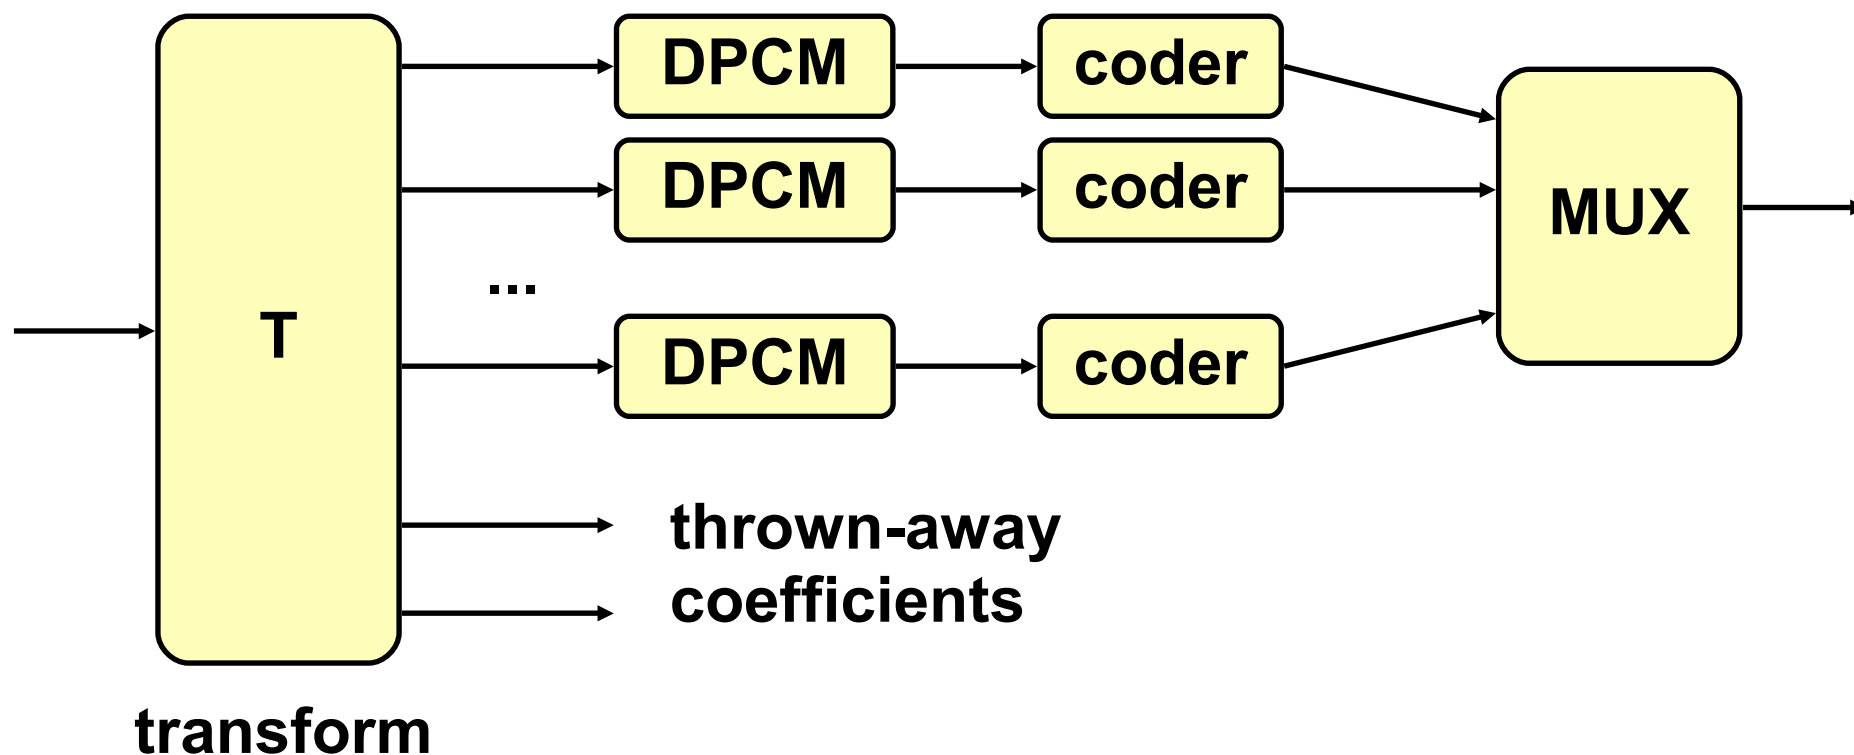 DPCM
coder
DPCM
coder
MUX
...
T
DPCM
coder
thrown-away
coefficients
transform